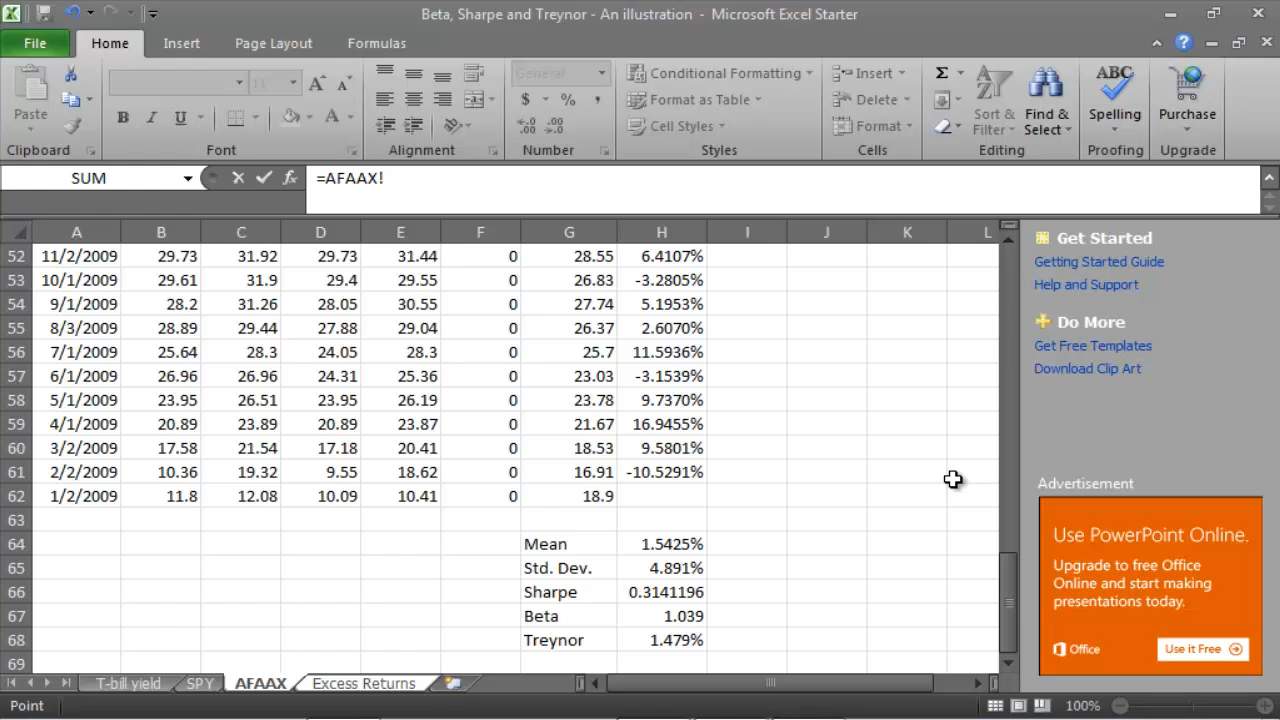 Beta, Sharpe and Treynor - An illustration - Microsoft Excel Starter
File Home Insert Page Layout Formulas
Paste
B I U
11
General
$ % ,
Conditional Formatting
Format as Table
Cell Styles
Insert
Delete
Format
Σ
Sort & Filter
Find & Select
ABC
Spelling
Purchase
Clipboard Font Alignment Number Styles Cells Editing Proofing Upgrade
SUM fx =AFAAX!
A B C D E F G H I J K L
52 11/2/2009 29.73 31.92 29.73 31.44 0 28.55 6.4107%
53 10/1/2009 29.61 31.9 29.4 29.55 0 26.83 -3.2805%
54 9/1/2009 28.2 31.26 28.05 30.55 0 27.74 5.1953%
55 8/3/2009 28.89 29.44 27.88 29.04 0 26.37 2.6070%
56 7/1/2009 25.64 28.3 24.05 28.3 0 25.7 11.5936%
57 6/1/2009 26.96 26.96 24.31 25.36 0 23.03 -3.1539%
58 5/1/2009 23.95 26.51 23.95 26.19 0 23.78 9.7370%
59 4/1/2009 20.89 23.89 20.89 23.87 0 21.67 16.9455%
60 3/2/2009 17.58 21.54 17.18 20.41 0 18.53 9.5801%
61 2/2/2009 10.36 19.32 9.55 18.62 0 16.91 -10.5291%
62 1/2/2009 11.8 12.08 10.09 10.41 0 18.9
63
64 Mean 1.5425%
65 Std. Dev. 4.891%
66 Sharpe 0.3141196
67 Beta 1.039
68 Treynor 1.479%
69
T-bill yield SPY AFAAX Excess Returns
Point 100%
Get Started
Getting Started Guide
Help and Support
Do More
Get Free Templates
Download Clip Art
Advertisement
Use PowerPoint Online.
Upgrade to free Office
Online and start making
presentations today.
Office Use it Free